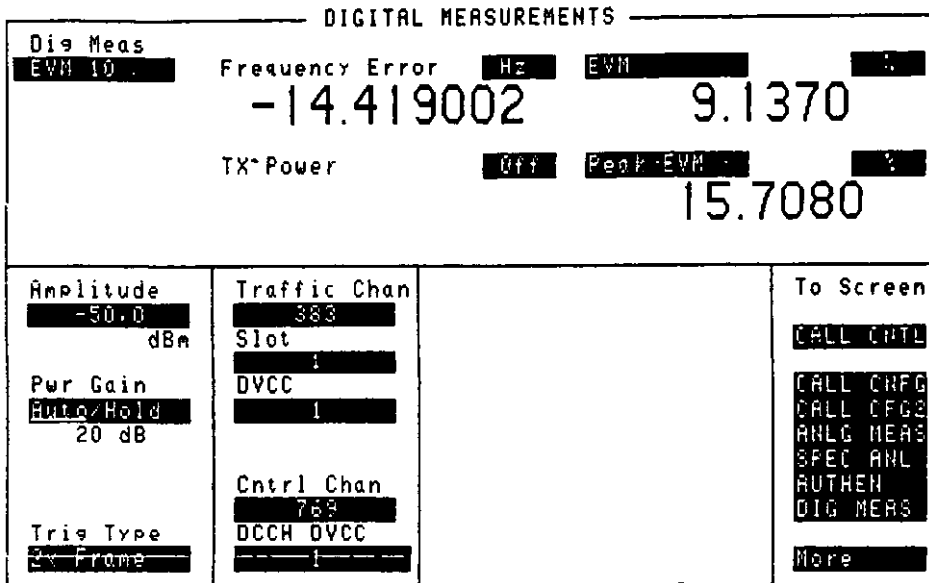 DIGITAL MEASUREMENTS
Dig Meas
EVM 10
Frequency Error Hz
-14.419002
EVM %
9.1370
TX Power Off
Peak EVM %
15.7080
Amplitude
-50.0
dBm
Pwr Gain
Auto/Hold
20 dB
Trig Type
2x Frame
Traffic Chan
383
Slot
1
DVCC
1
Cntrl Chan
769
DCCH DVCC
1
To Screen
CALL CNTL
CALL CNFG
CALL CFG2
ANLG MEAS
SPEC ANL
AUTHEN
DIG MEAS
More